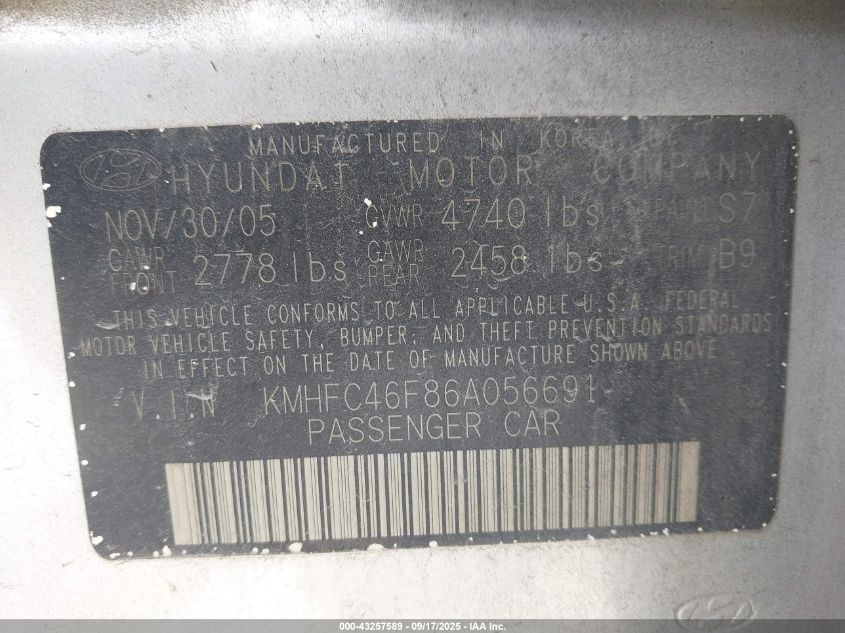 MANUFACTURED IN KOREA
HYUNDAI MOTOR COMPANY
NOV/30/05 GVWR 4740 lbs PAINT S7
GAWR FRONT 2778 lbs GAWR REAR 2458 lbs TRIM B9
THIS VEHICLE CONFORMS TO ALL APPLICABLE U.S.A. FEDERAL
MOTOR VEHICLE SAFETY, BUMPER, AND THEFT PREVENTION STANDARDS
IN EFFECT ON THE DATE OF MANUFACTURE SHOWN ABOVE.
V I N KMHFC46F86A056691
PASSENGER CAR
000-43257589 - 09/17/2025 - IAA Inc.